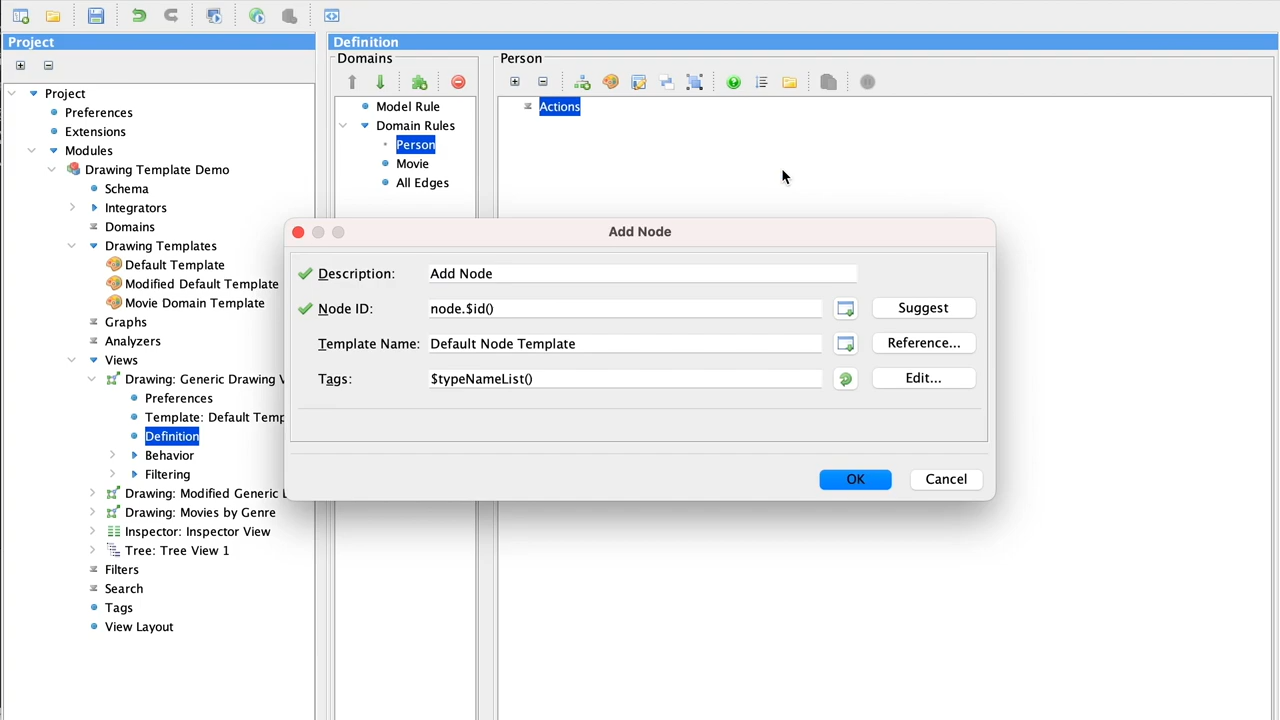 Project
Definition
Domains
Person
Project
Preferences
Extensions
Modules
Drawing Template Demo
Schema
Integrators
Domains
Drawing Templates
Default Template
Modified Default Template
Movie Domain Template
Graphs
Analyzers
Views
Drawing: Generic Drawing V
Preferences
Template: Default Temp
Definition
Behavior
Filtering
Drawing: Modified Generic D
Drawing: Movies by Genre
Inspector: Inspector View
Tree: Tree View 1
Filters
Search
Tags
View Layout
Model Rule
Domain Rules
Person
Movie
All Edges
Actions
Add Node
Description: Add Node
Node ID: node.$id() Suggest
Template Name: Default Node Template Reference...
Tags: $typeNameList() Edit...
OK Cancel